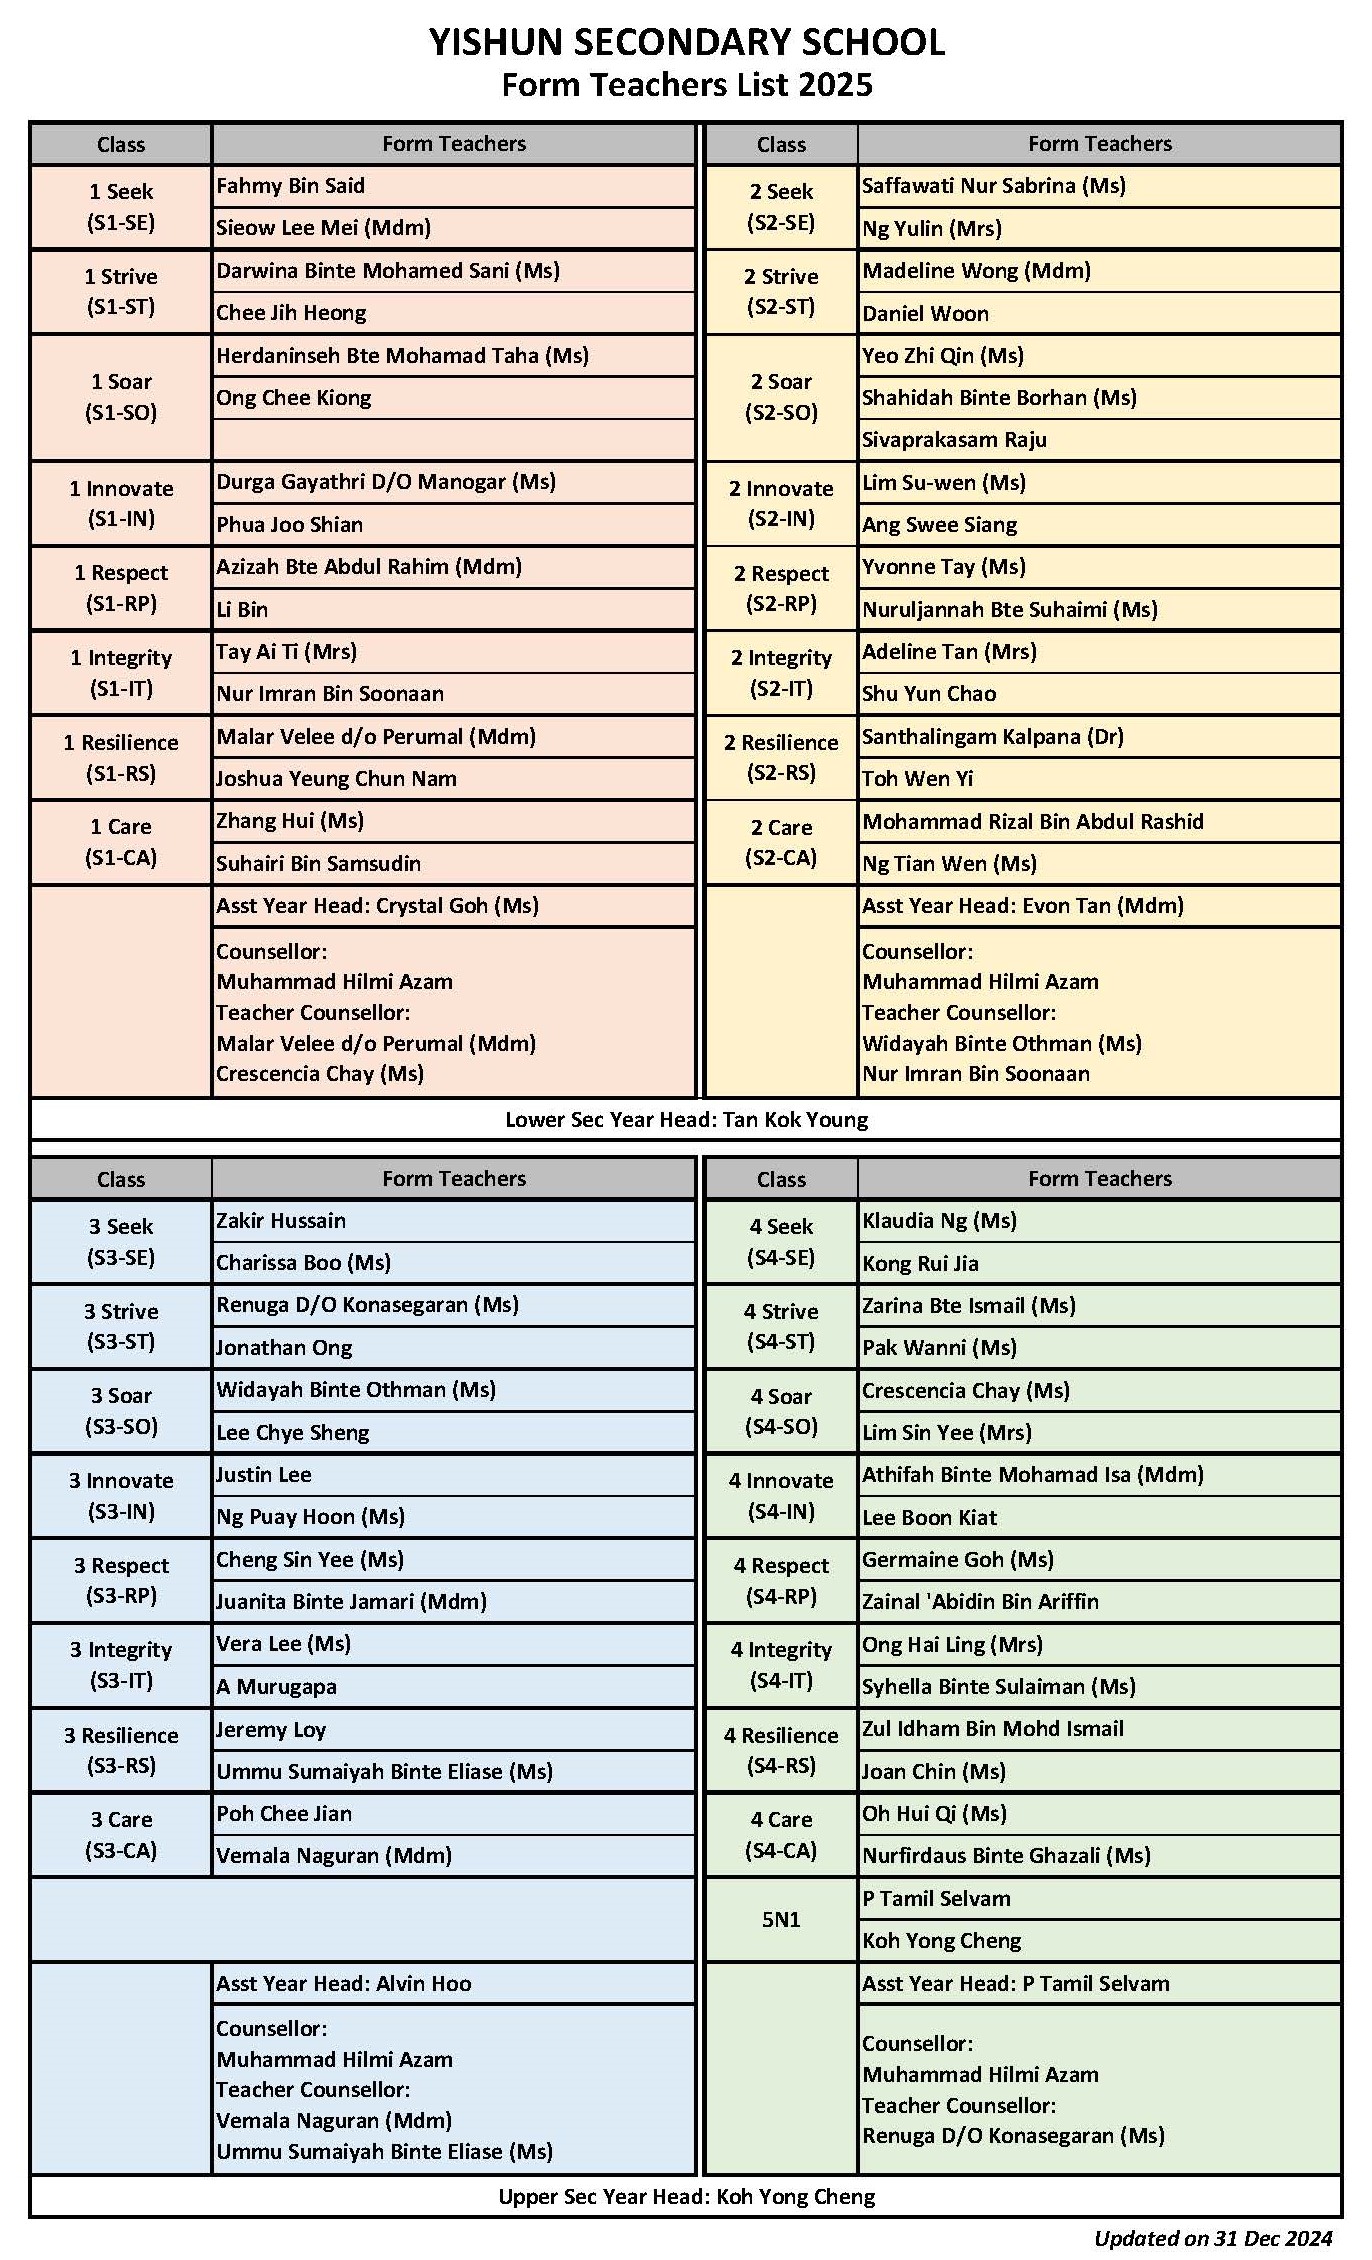 YISHUN SECONDARY SCHOOL
Form Teachers List 2025
Class
Form Teachers
1 Seek
(S1-SE)
Fahmy Bin Said
Sieow Lee Mei (Mdm)
1 Strive
(S1-ST)
Darwina Binte Mohamed Sani (Ms)
Chee Jih Heong
1 Soar
(S1-SO)
Herdaninseh Bte Mohamad Taha (Ms)
Ong Chee Kiong
1 Innovate
(S1-IN)
Durga Gayathri D/O Manogar (Ms)
Phua Joo Shian
1 Respect
(S1-RP)
Azizah Bte Abdul Rahim (Mdm)
Li Bin
1 Integrity
(S1-IT)
Tay Ai Ti (Mrs)
Nur Imran Bin Soonaan
1 Resilience
(S1-RS)
Malar Velee d/o Perumal (Mdm)
Joshua Yeung Chun Nam
1 Care
(S1-CA)
Zhang Hui (Ms)
Suhairi Bin Samsudin
Asst Year Head: Crystal Goh (Ms)
Counsellor:
Muhammad Hilmi Azam
Teacher Counsellor:
Malar Velee d/o Perumal (Mdm)
Crescencia Chay (Ms)
Class
Form Teachers
2 Seek
(S2-SE)
Saffawati Nur Sabrina (Ms)
Ng Yulin (Mrs)
2 Strive
(S2-ST)
Madeline Wong (Mdm)
Daniel Woon
2 Soar
(S2-SO)
Yeo Zhi Qin (Ms)
Shahidah Binte Borhan (Ms)
Sivaprakasam Raju
2 Innovate
(S2-IN)
Lim Su-wen (Ms)
Ang Swee Siang
2 Respect
(S2-RP)
Yvonne Tay (Ms)
Nuruljannah Bte Suhaimi (Ms)
2 Integrity
(S2-IT)
Adeline Tan (Mrs)
Shu Yun Chao
2 Resilience
(S2-RS)
Santhalingam Kalpana (Dr)
Toh Wen Yi
2 Care
(S2-CA)
Mohammad Rizal Bin Abdul Rashid
Ng Tian Wen (Ms)
Asst Year Head: Evon Tan (Mdm)
Counsellor:
Muhammad Hilmi Azam
Teacher Counsellor:
Widayah Binte Othman (Ms)
Nur Imran Bin Soonaan
Lower Sec Year Head: Tan Kok Young
Class
Form Teachers
3 Seek
(S3-SE)
Zakir Hussain
Charissa Boo (Ms)
3 Strive
(S3-ST)
Renuga D/O Konasegaran (Ms)
Jonathan Ong
3 Soar
(S3-SO)
Widayah Binte Othman (Ms)
Lee Chye Sheng
3 Innovate
(S3-IN)
Justin Lee
Ng Puay Hoon (Ms)
3 Respect
(S3-RP)
Cheng Sin Yee (Ms)
Juanita Binte Jamari (Mdm)
3 Integrity
(S3-IT)
Vera Lee (Ms)
A Murugapa
3 Resilience
(S3-RS)
Jeremy Loy
Ummu Sumaiyah Binte Eliase (Ms)
3 Care
(S3-CA)
Poh Chee Jian
Vemala Naguran (Mdm)
Asst Year Head: Alvin Hoo
Counsellor:
Muhammad Hilmi Azam
Teacher Counsellor:
Vemala Naguran (Mdm)
Ummu Sumaiyah Binte Eliase (Ms)
Class
Form Teachers
4 Seek
(S4-SE)
Klaudia Ng (Ms)
Kong Rui Jia
4 Strive
(S4-ST)
Zarina Bte Ismail (Ms)
Pak Wanni (Ms)
4 Soar
(S4-SO)
Crescencia Chay (Ms)
Lim Sin Yee (Mrs)
4 Innovate
(S4-IN)
Athifah Binte Mohamad Isa (Mdm)
Lee Boon Kiat
4 Respect
(S4-RP)
Germaine Goh (Ms)
Zainal 'Abidin Bin Ariffin
4 Integrity
(S4-IT)
Ong Hai Ling (Mrs)
Syhella Binte Sulaiman (Ms)
4 Resilience
(S4-RS)
Zul Idham Bin Mohd Ismail
Joan Chin (Ms)
4 Care
(S4-CA)
Oh Hui Qi (Ms)
Nurfirdaus Binte Ghazali (Ms)
5N1
P Tamil Selvam
Koh Yong Cheng
Asst Year Head: P Tamil Selvam
Counsellor:
Muhammad Hilmi Azam
Teacher Counsellor:
Renuga D/O Konasegaran (Ms)
Upper Sec Year Head: Koh Yong Cheng
Updated on 31 Dec 2024